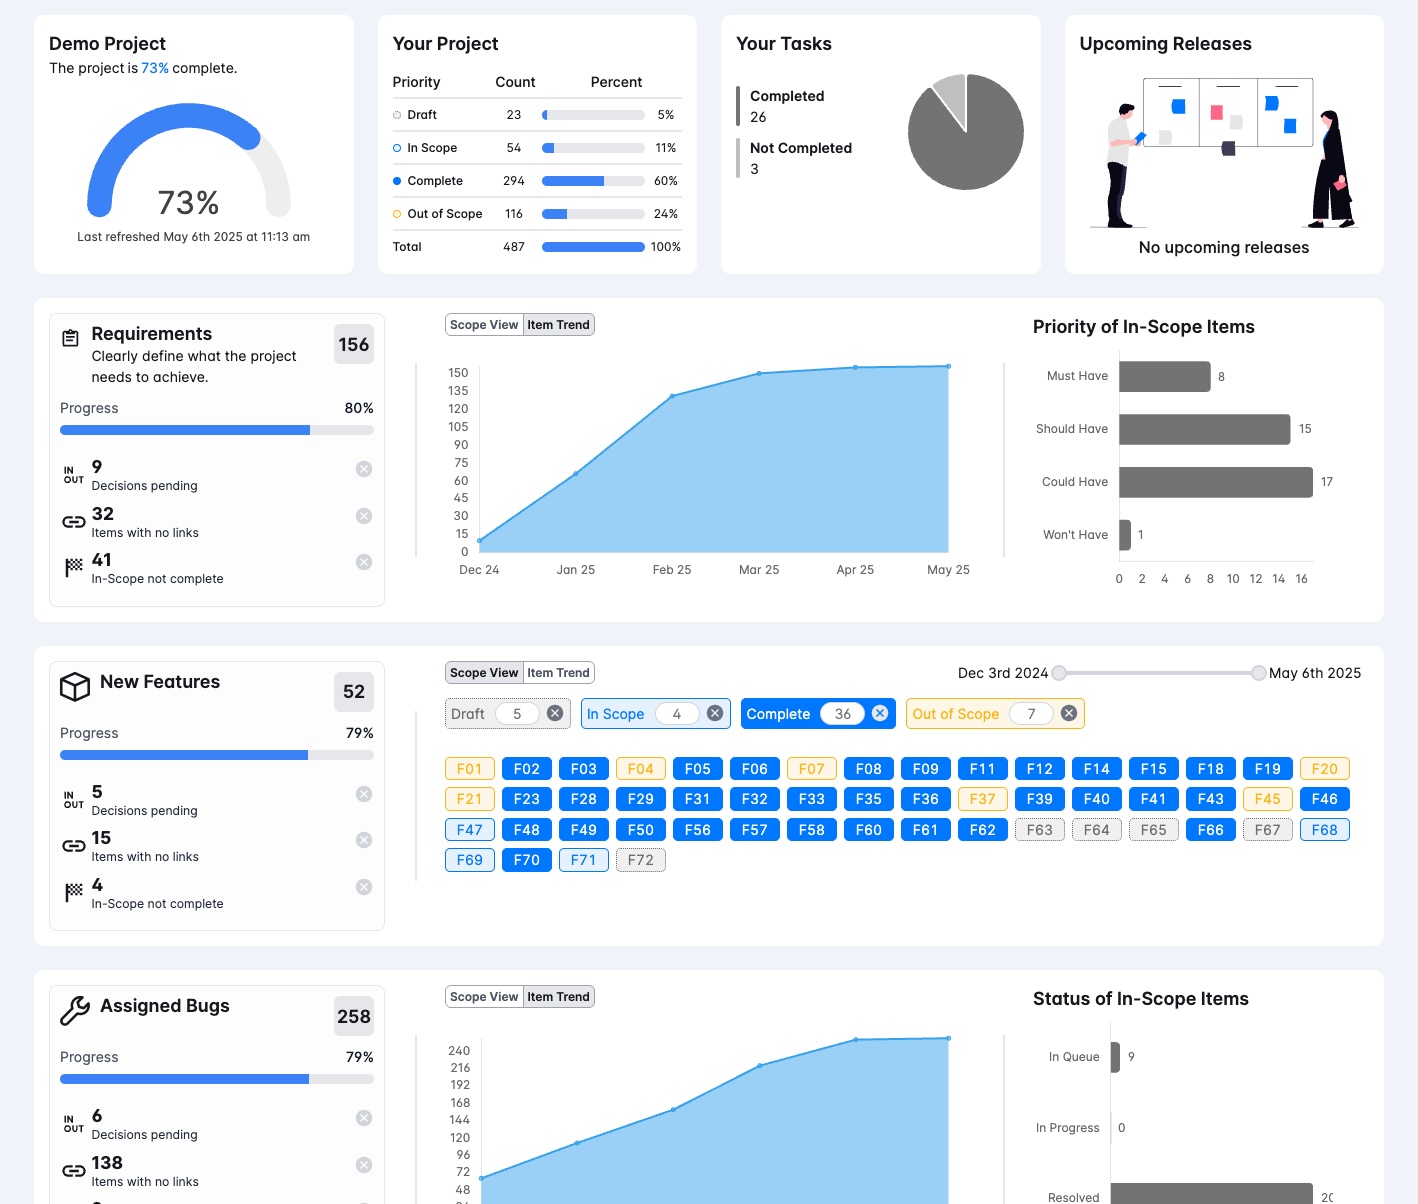 Demo Project
The project is 73% complete.
73%
Last refreshed May 6th 2025 at 11:13 am
Your Project
Priority Count Percent
Draft 23 5%
In Scope 54 11%
Complete 294 60%
Out of Scope 116 24%
Total 487 100%
Your Tasks
Completed
26
Not Completed
3
Upcoming Releases
No upcoming releases
Requirements
156
Clearly define what the project
needs to achieve.
Progress 80%
IN
OUT
9
Decisions pending
32
Items with no links
41
In-Scope not complete
Scope View Item Trend
150
135
120
105
90
75
60
45
30
15
0
Dec 24 Jan 25 Feb 25 Mar 25 Apr 25 May 25
Priority of In-Scope Items
Must Have 8
Should Have 15
Could Have 17
Won't Have 1
0 2 4 6 8 10 12 14 16
New Features
52
Progress 79%
IN
OUT
5
Decisions pending
15
Items with no links
4
In-Scope not complete
Scope View Item Trend
Dec 3rd 2024 May 6th 2025
Draft 5 In Scope 4 Complete 36 Out of Scope 7
F01 F02 F03 F04 F05 F06 F07 F08 F09 F11 F12 F14 F15 F18 F19 F20
F21 F23 F28 F29 F31 F32 F33 F35 F36 F37 F39 F40 F41 F43 F45 F46
F47 F48 F49 F50 F56 F57 F58 F60 F61 F62 F63 F64 F65 F66 F67 F68
F69 F70 F71 F72
Assigned Bugs
258
Progress 79%
IN
OUT
6
Decisions pending
138
Items with no links
Scope View Item Trend
240
216
192
168
144
120
96
72
48
Status of In-Scope Items
In Queue 9
In Progress 0
Resolved